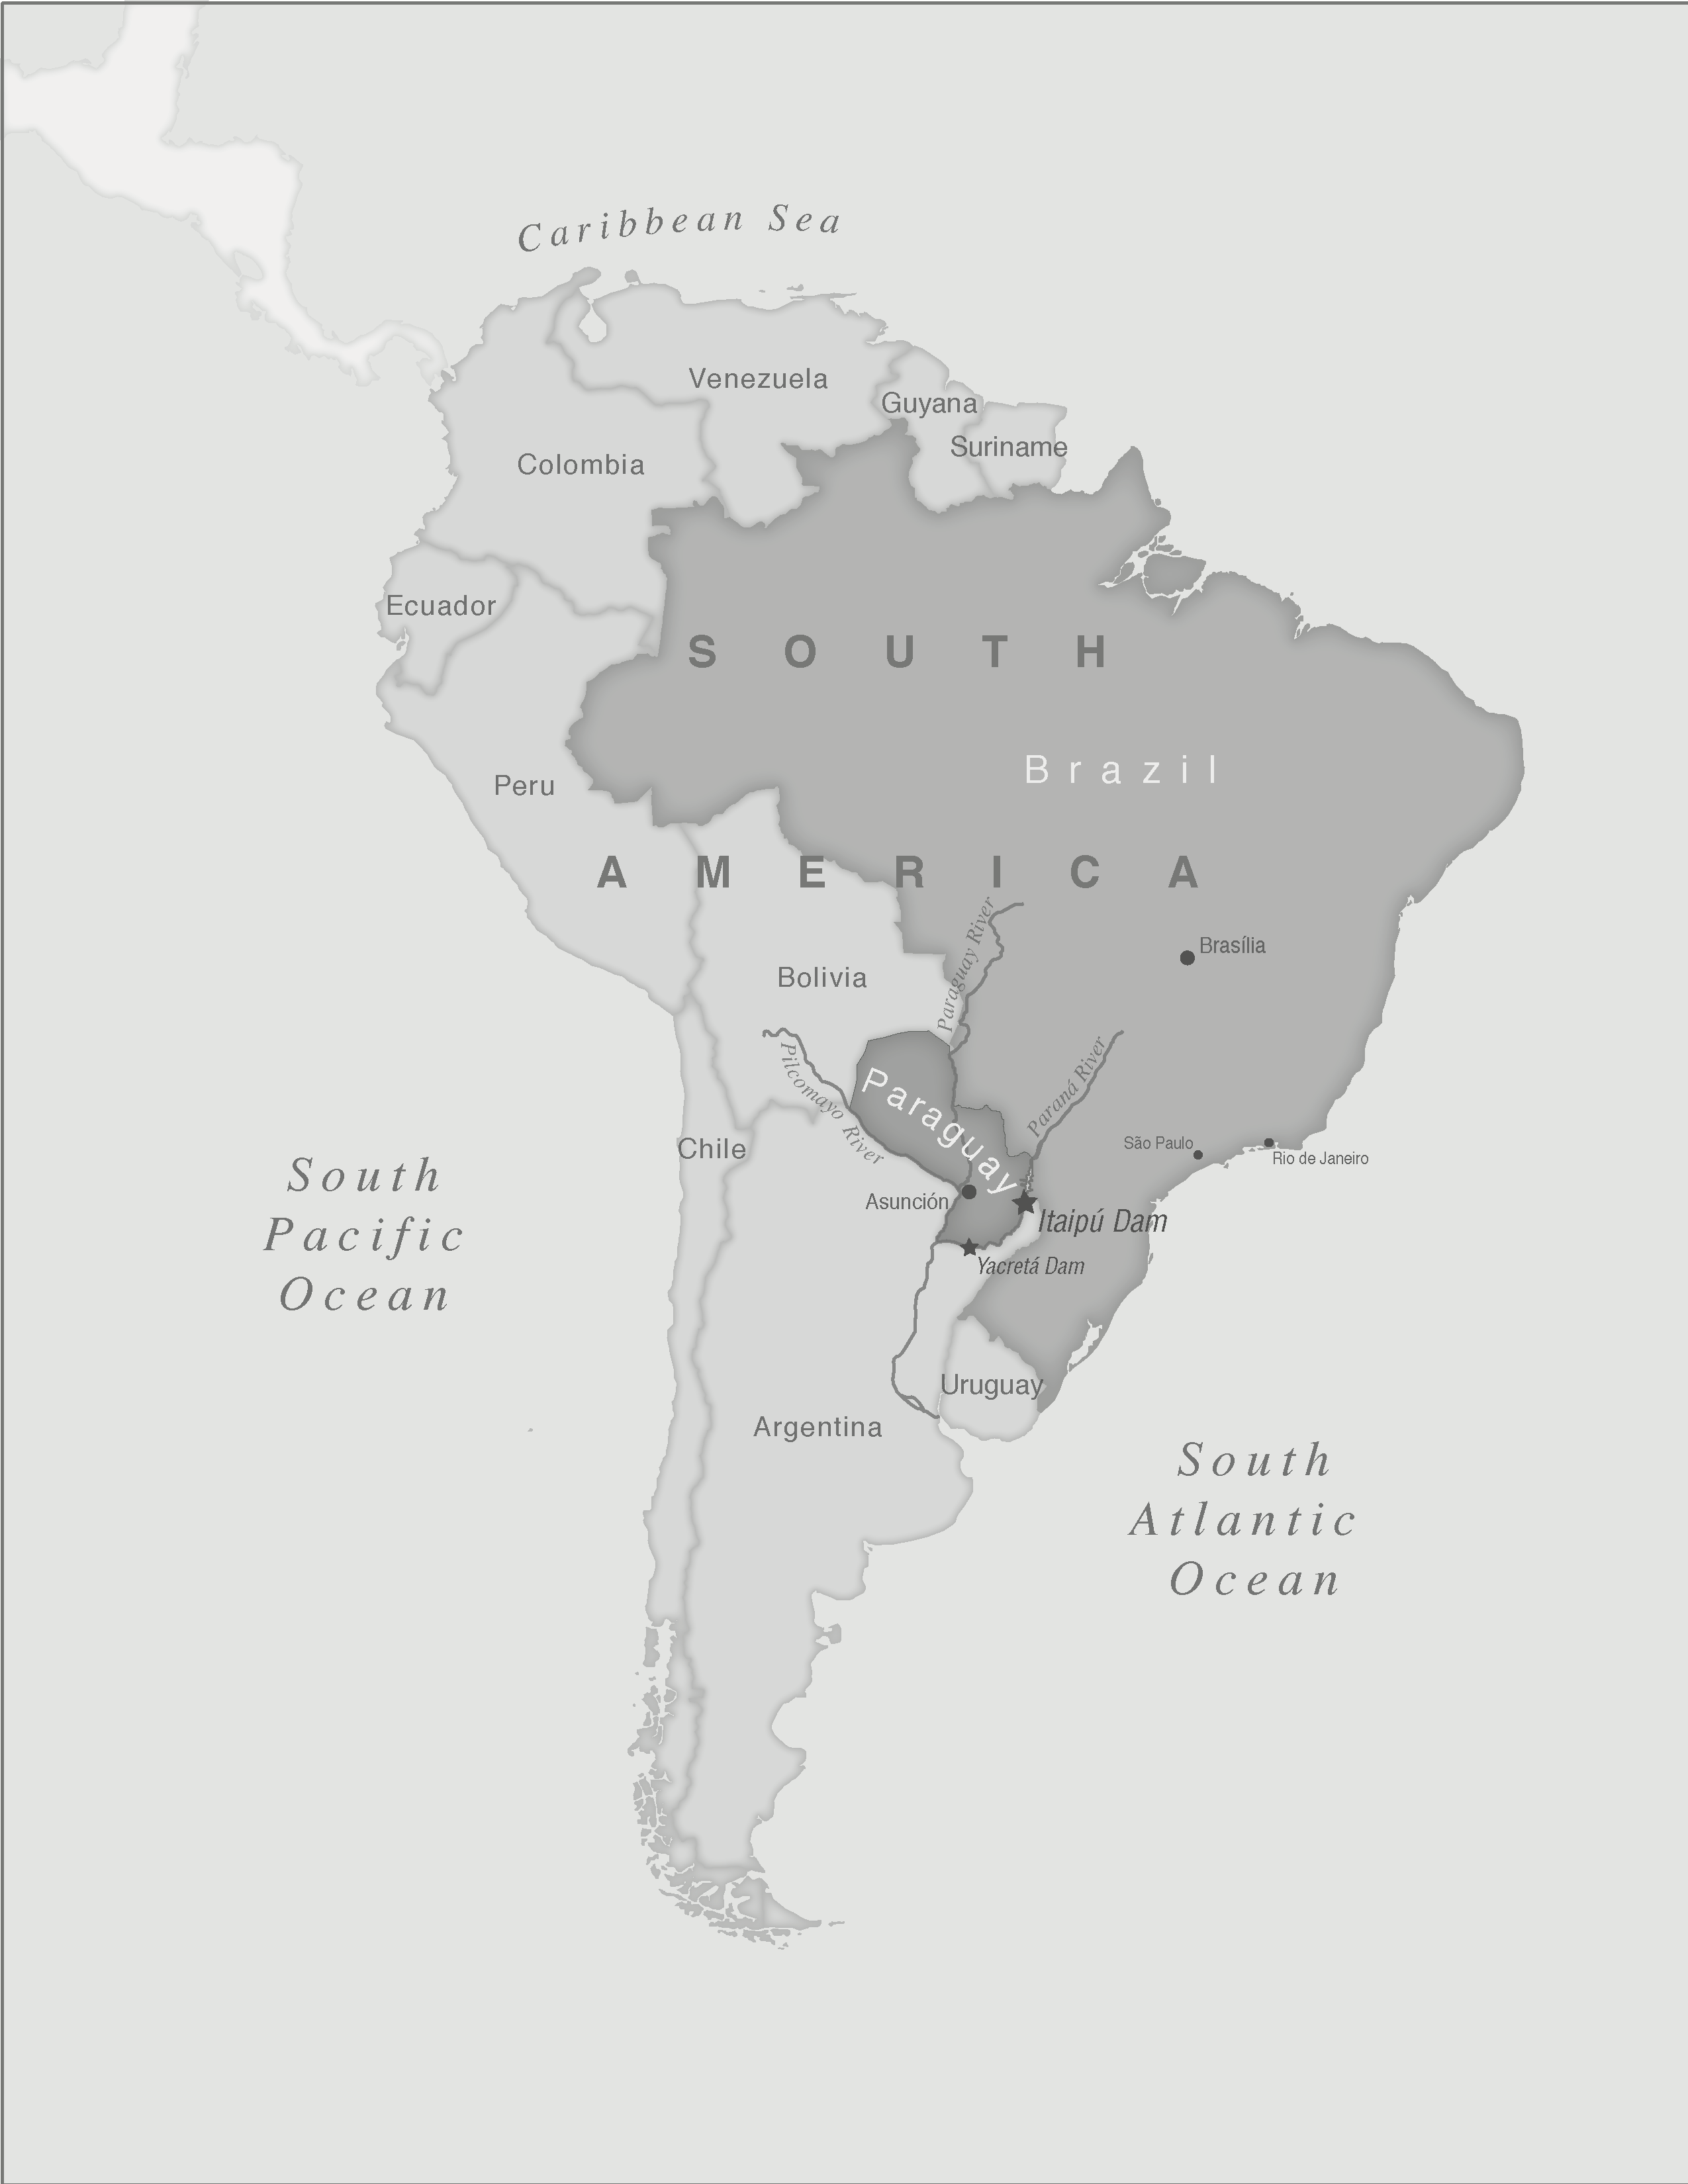 Caribbean Sea
Venezuela
Guyana
Suriname
Colombia
Ecuador
SOUTH
Brazil
Peru
AMERICA
Paraguay River
Brasília
Bolivia
Pilcomayo River
Paraguay
Paraná River
São Paulo
Rio de Janeiro
Chile
Asunción
Itaipú Dam
Yacretá Dam
South
Pacific
Ocean
Uruguay
Argentina
South
Atlantic
Ocean